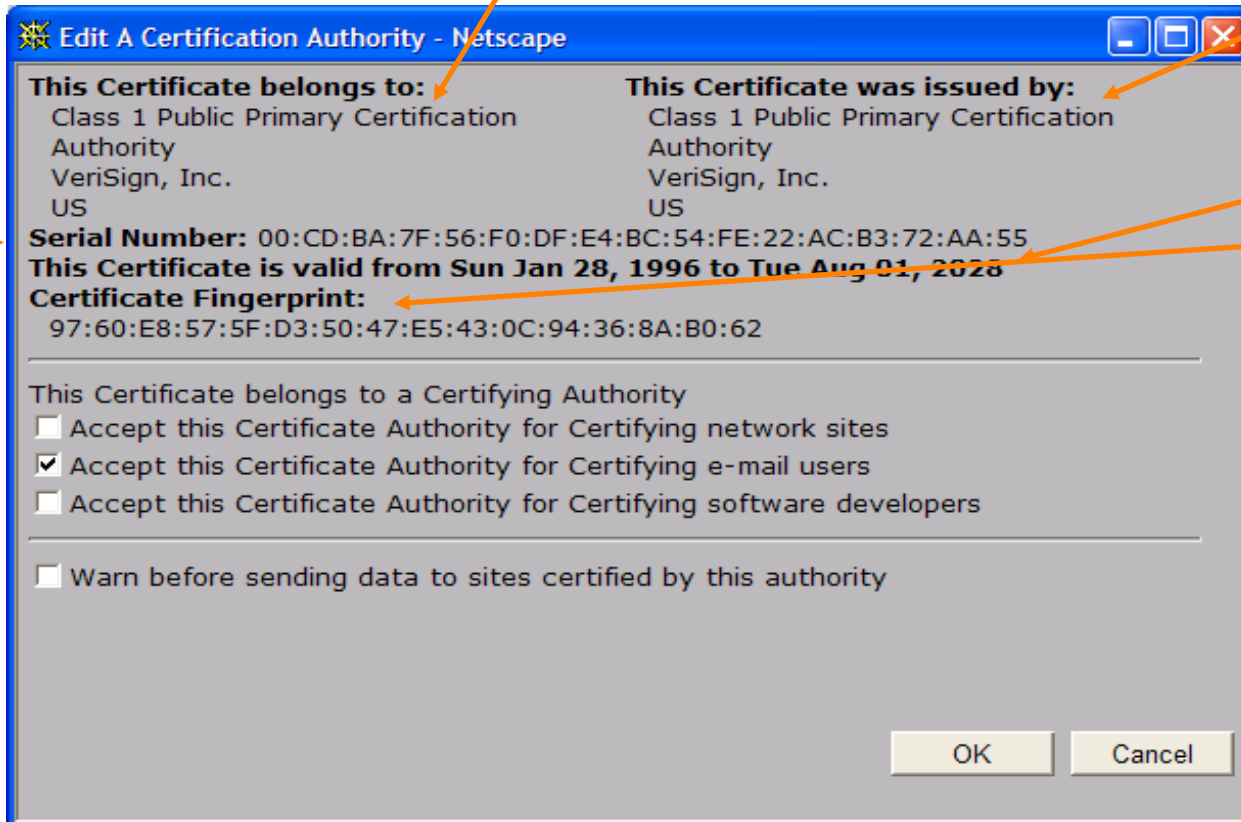 Edit A Certification Authority - Netscape
This Certificate belongs to:
Class 1 Public Primary Certification
Authority
VeriSign, Inc.
US
This Certificate was issued by:
Class 1 Public Primary Certification
Authority
VeriSign, Inc.
US
Serial Number: 00:CD:BA:7F:56:F0:DF:E4:BC:54:FE:22:AC:B3:72:AA:55
This Certificate is valid from Sun Jan 28, 1996 to Tue Aug 01, 2028
Certificate Fingerprint:
97:60:E8:57:5F:D3:50:47:E5:43:0C:94:36:8A:B0:62
This Certificate belongs to a Certifying Authority
Accept this Certificate Authority for Certifying network sites
Accept this Certificate Authority for Certifying e-mail users
Accept this Certificate Authority for Certifying software developers
Warn before sending data to sites certified by this authority
OK
Cancel